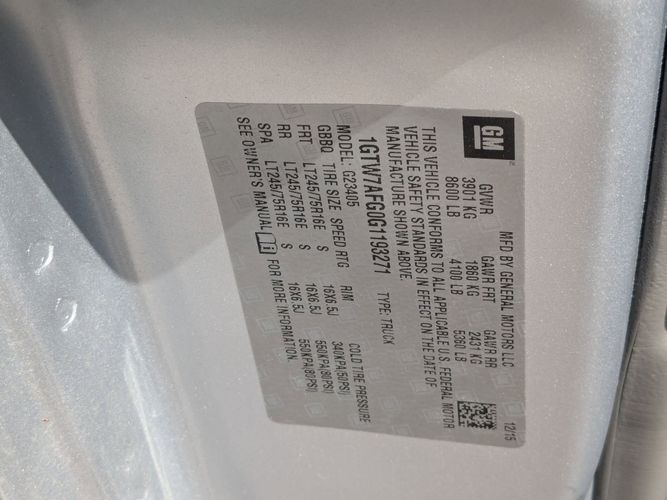 GM
MFD BY GENERAL MOTORS LLC 12/15
GVWR GAWR FRT GAWR RR
3901 KG 1860 KG 2431 KG
8600 LB 4100 LB 5360 LB
THIS VEHICLE CONFORMS TO ALL APPLICABLE U.S. FEDERAL MOTOR
VEHICLE SAFETY STANDARDS IN EFFECT ON THE DATE OF
MANUFACTURE SHOWN ABOVE.
1GTW7AFG0G1193271 TYPE: TRUCK
MODEL: G23405
GBBQ TIRE SIZE SPEED RTG RIM COLD TIRE PRESSURE
FRT LT245/75R16E S 16X6.5J 340KPA(50PSI)
RR LT245/75R16E S 16X6.5J 550KPA(80PSI)
SPA LT245/75R16E S 16X6.5J 550KPA(80PSI)
SEE OWNER'S MANUAL FOR MORE INFORMATION.